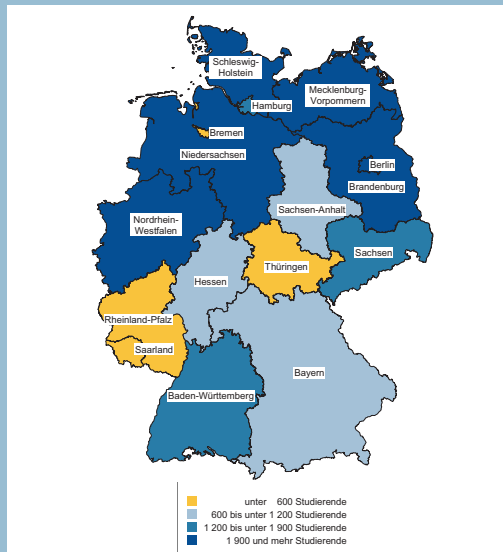 Schleswig-
Holstein
Mecklenburg-
Vorpommern
Hamburg
Bremen
Niedersachsen
Berlin
Brandenburg
Sachsen-Anhalt
Nordrhein-
Westfalen
Sachsen
Thüringen
Hessen
Rheinland-Pfalz
Saarland
Bayern
Baden-Württemberg
unter 600 Studierende
600 bis unter 1 200 Studierende
1 200 bis unter 1 900 Studierende
1 900 und mehr Studierende